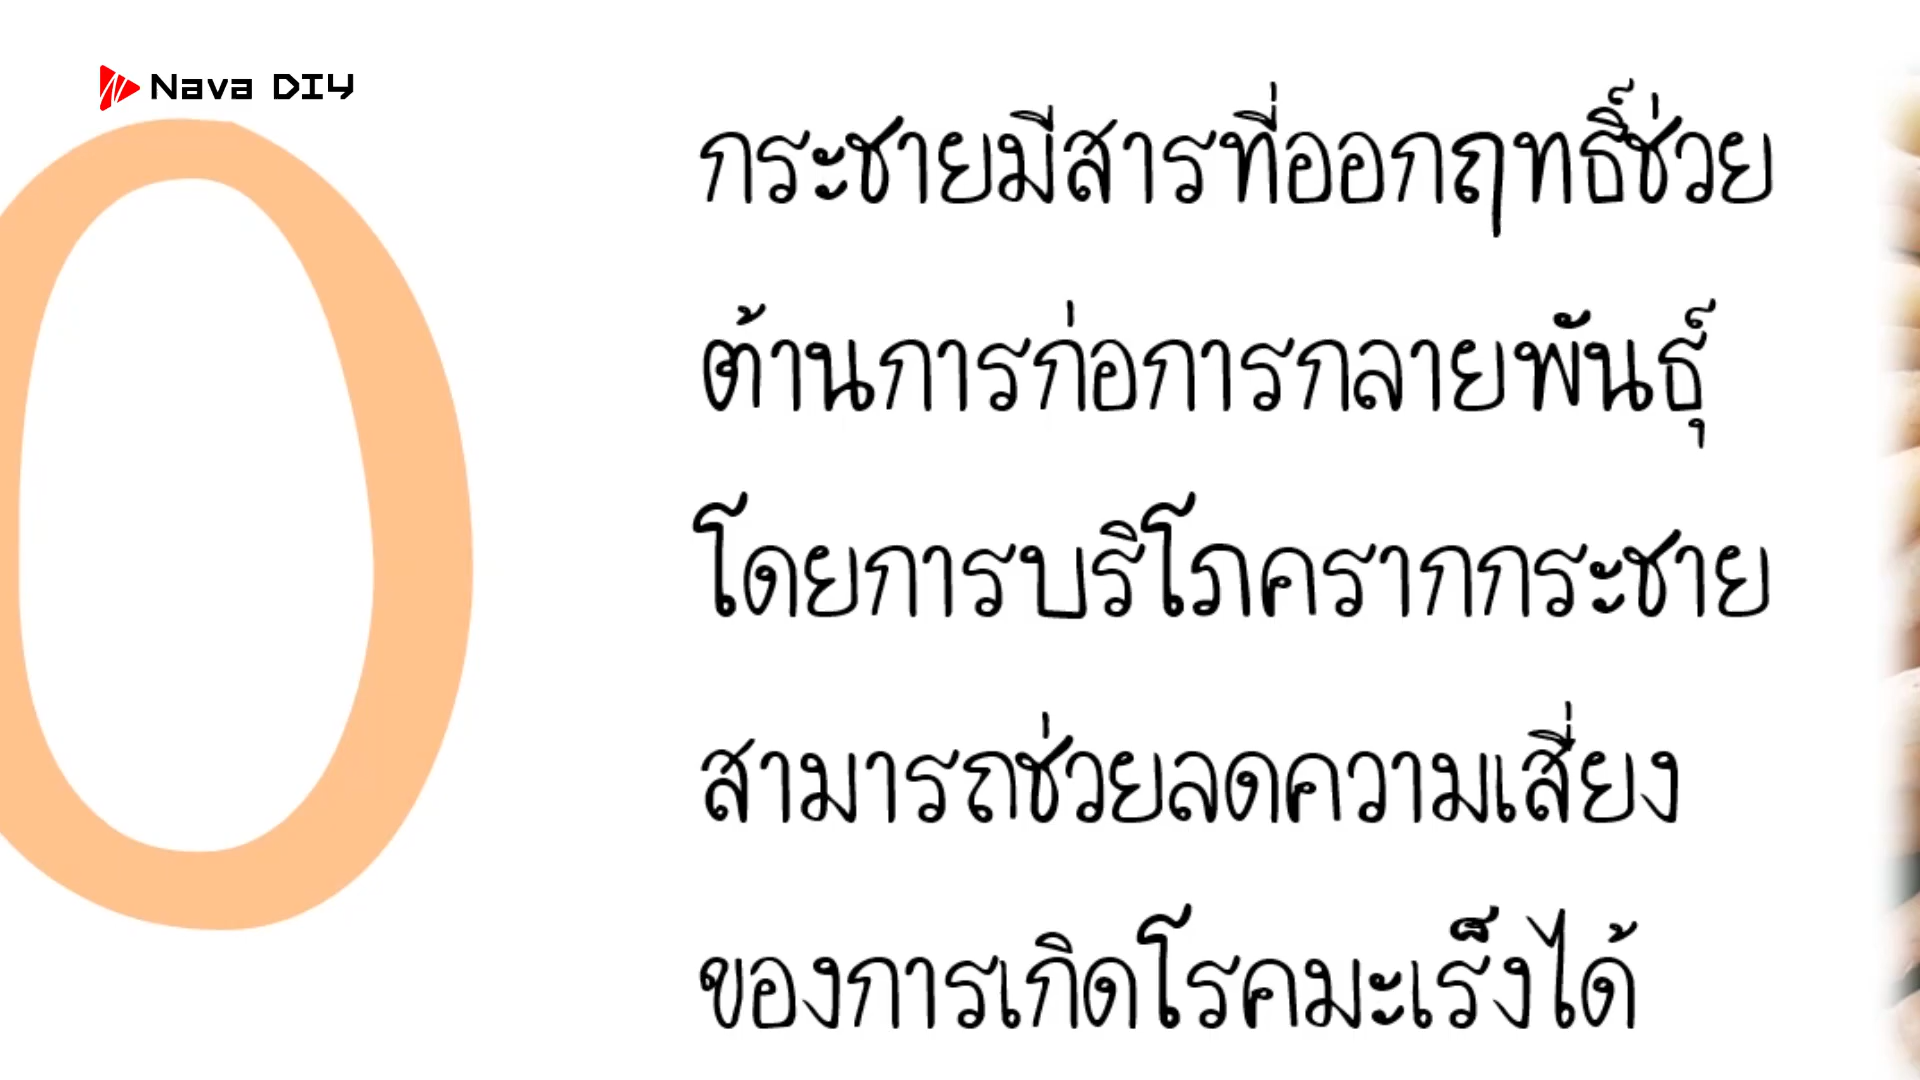 Nava DIY
0
กระชายมีสารที่ออกฤทธิ์ช่วย
ต้านการก่อการกลายพันธุ์
โดยการบริโภครากกระชาย
สามารถช่วยลดความเสี่ยง
ของการเกิดโรคมะเร็งได้